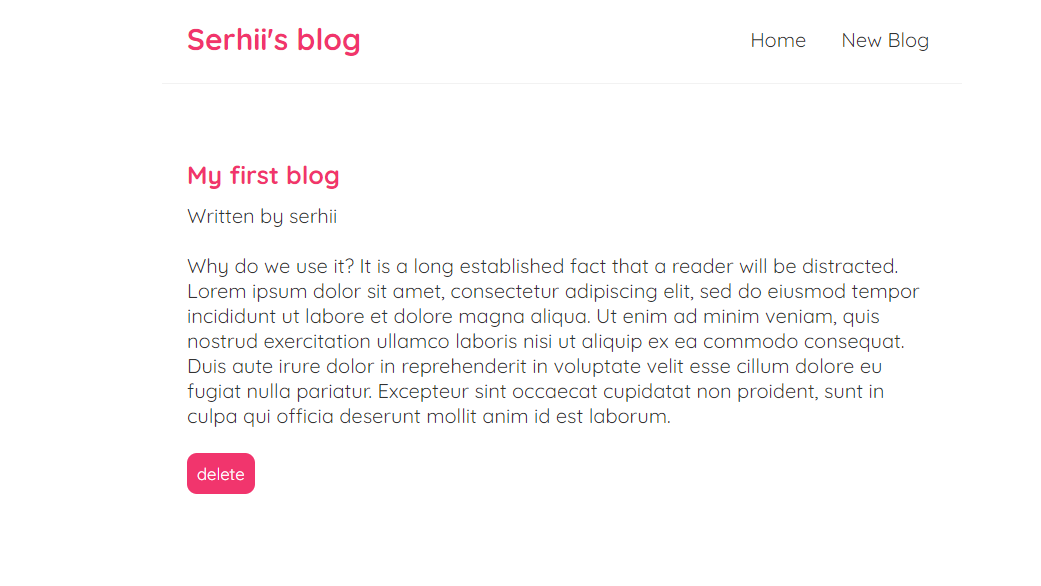 Serhii's blog
Home New Blog
My first blog
Written by serhii
Why do we use it? It is a long established fact that a reader will be distracted.
Lorem ipsum dolor sit amet, consectetur adipiscing elit, sed do eiusmod tempor
incididunt ut labore et dolore magna aliqua. Ut enim ad minim veniam, quis
nostrud exercitation ullamco laboris nisi ut aliquip ex ea commodo consequat.
Duis aute irure dolor in reprehenderit in voluptate velit esse cillum dolore eu
fugiat nulla pariatur. Excepteur sint occaecat cupidatat non proident, sunt in
culpa qui officia deserunt mollit anim id est laborum.
delete